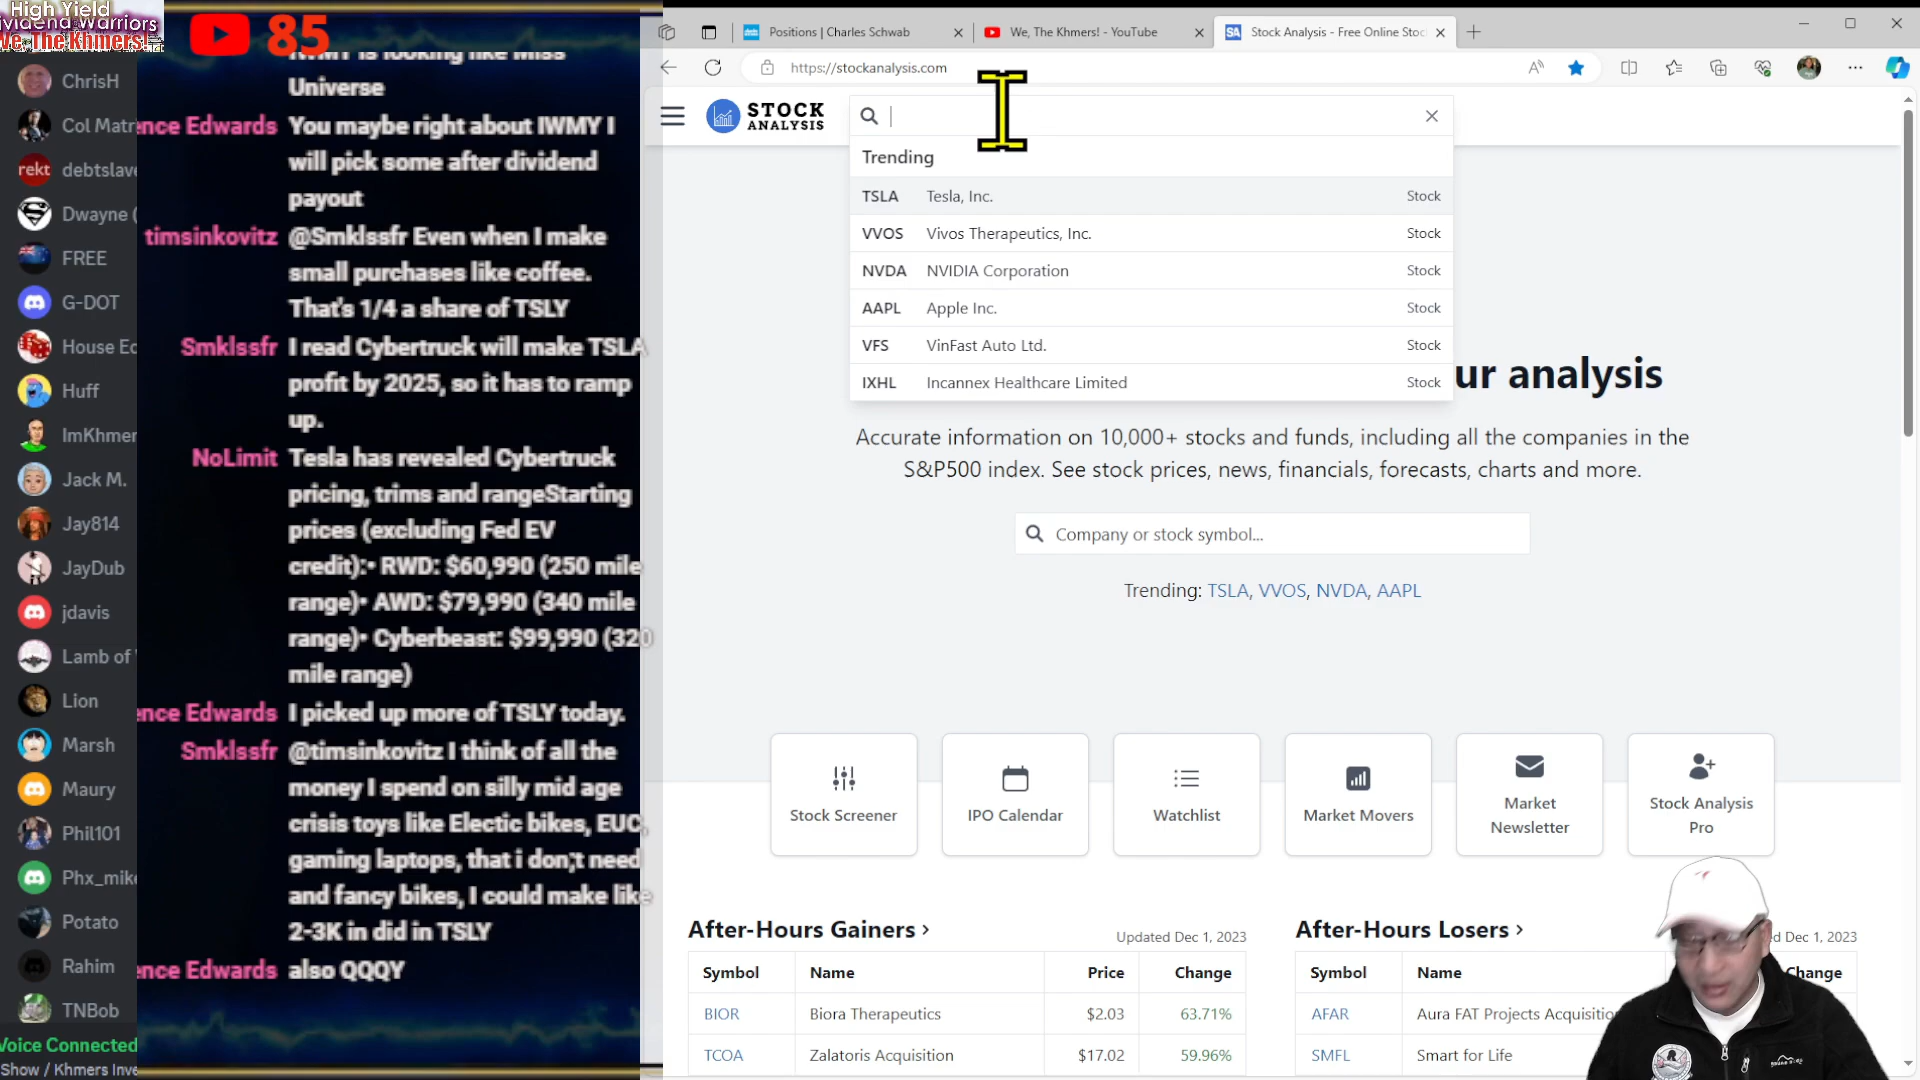 High Yield
ividend Warriors
We, The Khmers!
85
ChrisH
Col Matr
debtslave
rekt
Dwayne (
FREE
G-DOT
House Ec
Huff
ImKhmer
Jack M.
Jay814
JayDub
jdavis
Lamb of
Lion
Marsh
Maury
Phil101
Phx_mike
Potato
Rahim
TNBob
Voice Connected
Show / Khmers Inve
IWMY is looking like Miss
Universe
ence Edwards You maybe right about IWMY I
will pick some after dividend
payout
timsinkovitz @Smklssfr Even when I make
small purchases like coffee.
That's 1/4 a share of TSLY
Smklssfr I read Cybertruck will make TSLA
profit by 2025, so it has to ramp
up.
NoLimit Tesla has revealed Cybertruck
pricing, trims and rangeStarting
prices (excluding Fed EV
credit):• RWD: $60,990 (250 mile
range)• AWD: $79,990 (340 mile
range)• Cyberbeast: $99,990 (320
mile range)
ence Edwards I picked up more of TSLY today.
Smklssfr @timsinkovitz I think of all the
money I spend on silly mid age
crisis toys like Electic bikes, EUC,
gaming laptops, that i don;t need
and fancy bikes, I could make like
2-3K in did in TSLY
ence Edwards also QQQY
Positions | Charles Schwab
We, The Khmers! - YouTube
SA Stock Analysis - Free Online Stoc
https://stockanalysis.com
STOCK
ANALYSIS
Trending
TSLA Tesla, Inc. Stock
VVOS Vivos Therapeutics, Inc. Stock
NVDA NVIDIA Corporation Stock
AAPL Apple Inc. Stock
VFS VinFast Auto Ltd. Stock
IXHL Incannex Healthcare Limited Stock
ur analysis
Accurate information on 10,000+ stocks and funds, including all the companies in the
S&P500 index. See stock prices, news, financials, forecasts, charts and more.
Company or stock symbol...
Trending: TSLA, VVOS, NVDA, AAPL
Stock Screener
IPO Calendar
Watchlist
Market Movers
Market
Newsletter
Stock Analysis
Pro
After-Hours Gainers ›
Updated Dec 1, 2023
Symbol Name Price Change
BIOR Biora Therapeutics $2.03 63.71%
TCOA Zalatoris Acquisition $17.02 59.96%
After-Hours Losers ›
d Dec 1, 2023
Symbol Name Change
AFAR Aura FAT Projects Acquisitio
SMFL Smart for Life